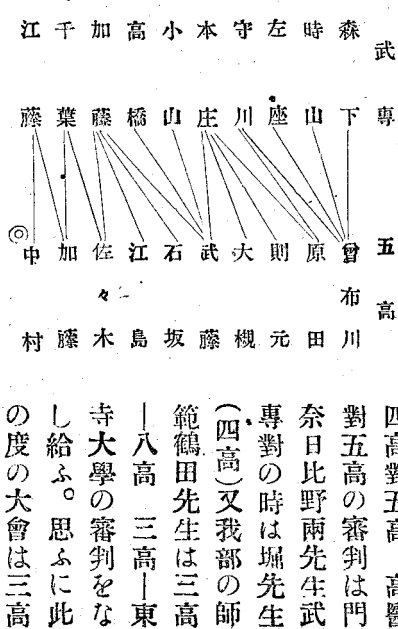 武專
森下
時山
左座
守川
本庄
小山
高橋
加藤
千葉
江藤
五高
曾布川
原田
則元
大槻
武藤
石坂
江島
佐々木
加藤
◎中村
四高對五高　高醫
對五高の審判は門
奈日比野兩先生武
專對の時は堀先生
(四高)又我部の師
範鶴田先生は三高
―八高　三高―東
寺大學の審判をな
し給ふ。思ふに此
の度の大會は三高